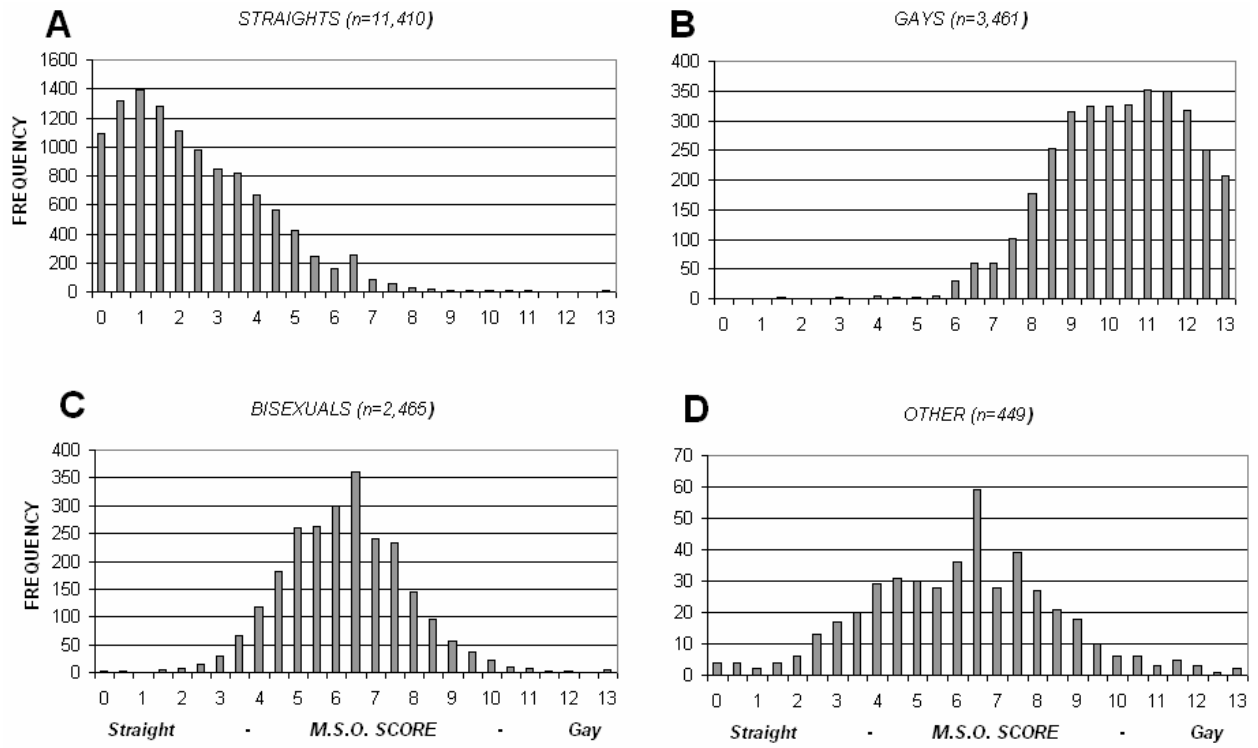 A
STRAIGHTS (n=11,410)
FREQUENCY
1600
1400
1200
1000
800
600
400
200
0
0 1 2 3 4 5 6 7 8 9 10 11 12 13
B
GAYS (n=3,461)
400
350
300
250
200
150
100
50
0
0 1 2 3 4 5 6 7 8 9 10 11 12 13
C
BISEXUALS (n=2,465)
FREQUENCY
400
350
300
250
200
150
100
50
0
0 1 2 3 4 5 6 7 8 9 10 11 12 13
Straight - M.S.O. SCORE - Gay
D
OTHER (n=449)
70
60
50
40
30
20
10
0
0 1 2 3 4 5 6 7 8 9 10 11 12 13
Straight - M.S.O. SCORE - Gay